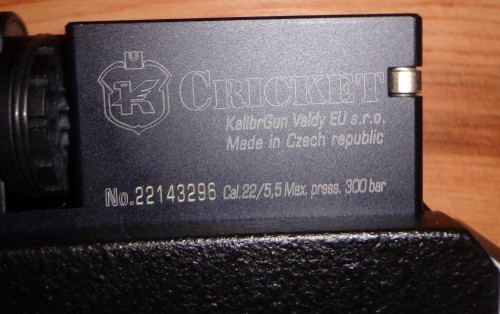 CRICKET
KalibrGun Valdy EU s.r.o.
Made in Czech republic
No.22143296 Cal.22/5,5 Max. press. 300 bar